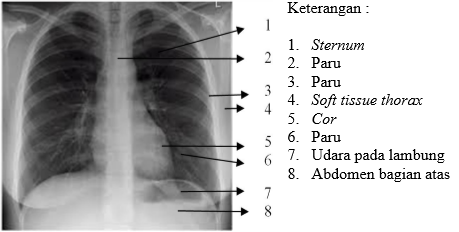 L
Keterangan :
1
2
3
4
5
6
7
8
1. Sternum
2. Paru
3. Paru
4. Soft tissue thorax
5. Cor
6. Paru
7. Udara pada lambung
8. Abdomen bagian atas